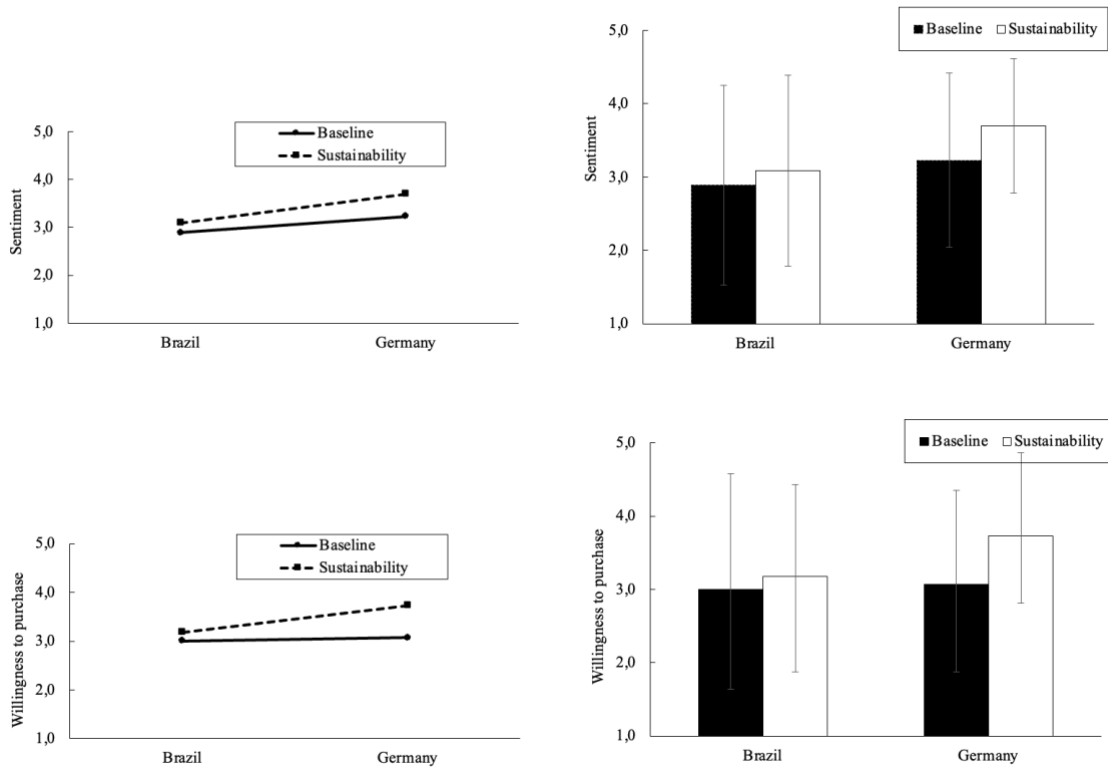 Baseline
Sustainability
5,0
4,0
3,0
2,0
1,0
Sentiment
Brazil Germany
Baseline Sustainability
5,0
4,0
3,0
2,0
1,0
Sentiment
Brazil Germany
Baseline
Sustainability
5,0
4,0
3,0
2,0
1,0
Willingness to purchase
Brazil Germany
Baseline Sustainability
5,0
4,0
3,0
2,0
1,0
Willingness to purchase
Brazil Germany